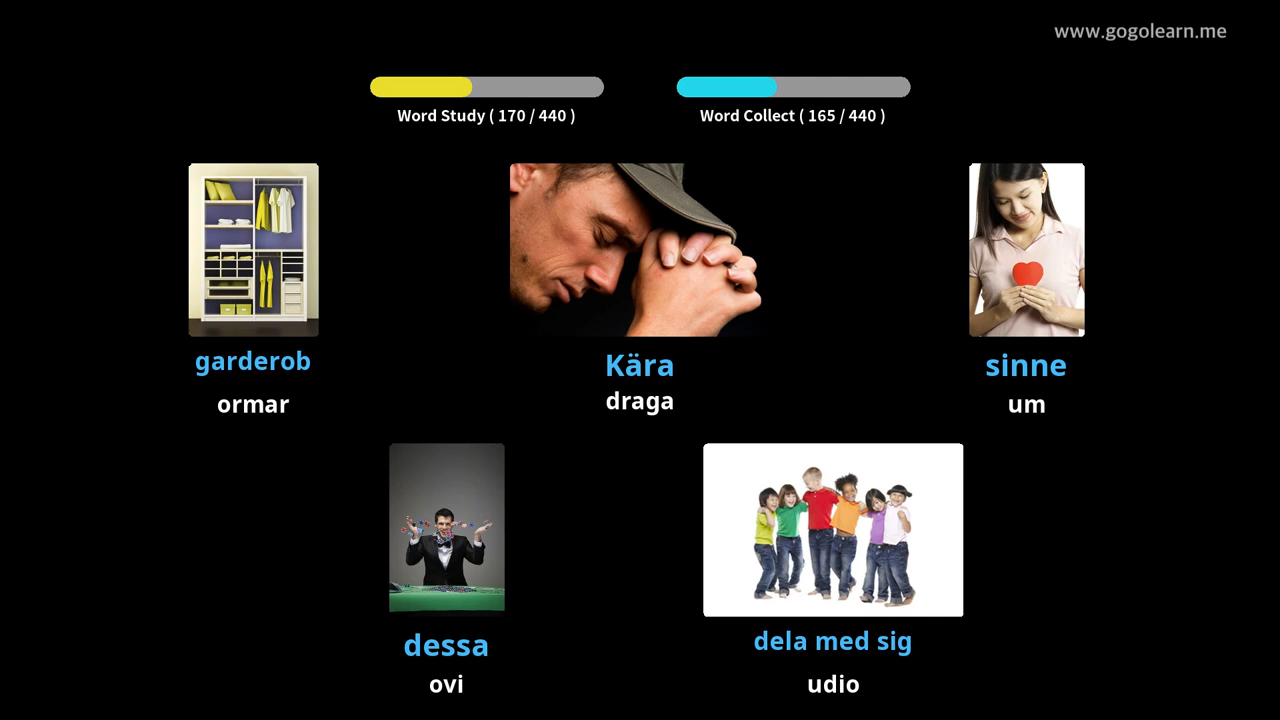 www.gogolearn.me
Word Study ( 170 / 440 )
Word Collect ( 165 / 440 )
garderob
ormar
Kära
draga
sinne
um
dessa
ovi
dela med sig
udio